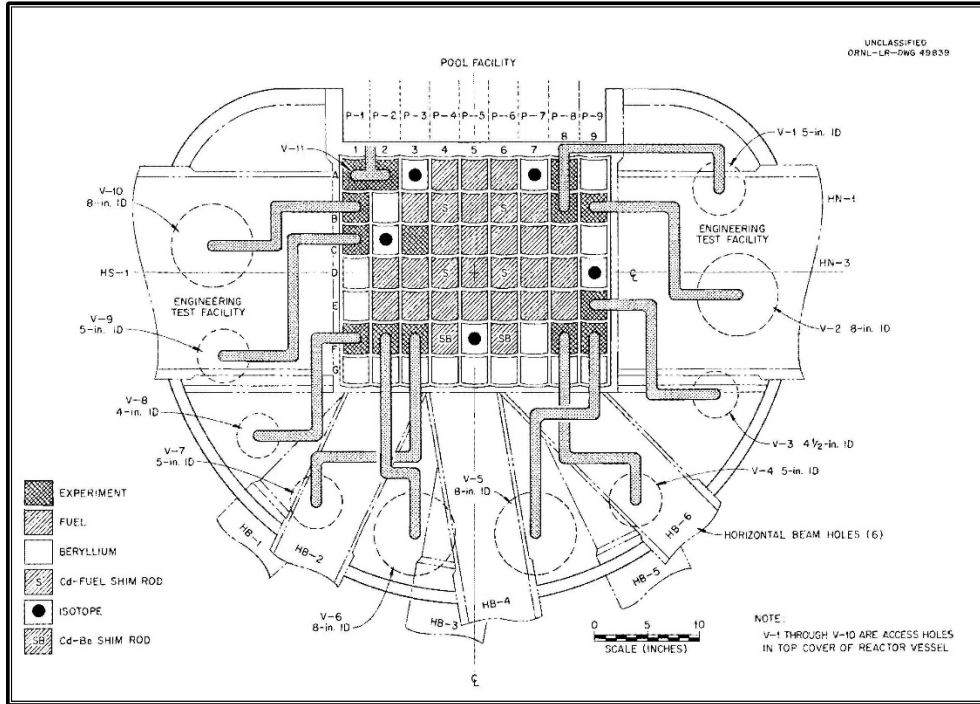 UNCLASSIFIED
ORNL-LR-DWG 49839
POOL FACILITY
P-1 P-2 P-3 P-4 P-5 P-6 P-7 P-8 P-9
1 2 3 4 5 6 7 8 9
V-11
V-1 5-in. ID
V-10
8-in. ID
A
B
C
D
E
F
G
S S
S S
SB SB
HN-1
ENGINEERING
TEST FACILITY
HS-1
℄
HN-3
ENGINEERING
TEST FACILITY
V-9
5-in. ID
V-2 8-in. ID
V-8
4-in. ID
V-3 4 1/2-in. ID
V-7
5-in. ID
V-5
8-in. ID
V-4 5-in. ID
EXPERIMENT
FUEL
BERYLLIUM
S Cd-FUEL SHIM ROD
ISOTOPE
SB Cd-Be SHIM ROD
HB-1
HB-2
HB-3
HB-4
HB-5
HB-6
HORIZONTAL BEAM HOLES (6)
V-6
8-in. ID
0 5 10
SCALE (INCHES)
NOTE:
V-1 THROUGH V-10 ARE ACCESS HOLES
IN TOP COVER OF REACTOR VESSEL
℄